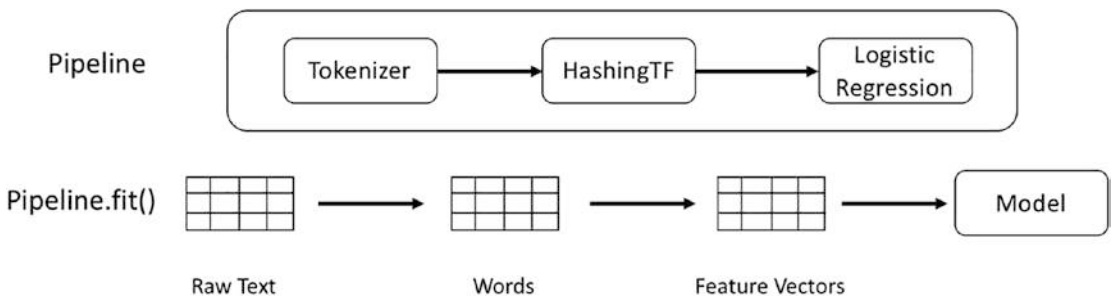 Pipeline
Tokenizer
HashingTF
Logistic
Regression
Pipeline.fit()
Model
Raw Text
Words
Feature Vectors